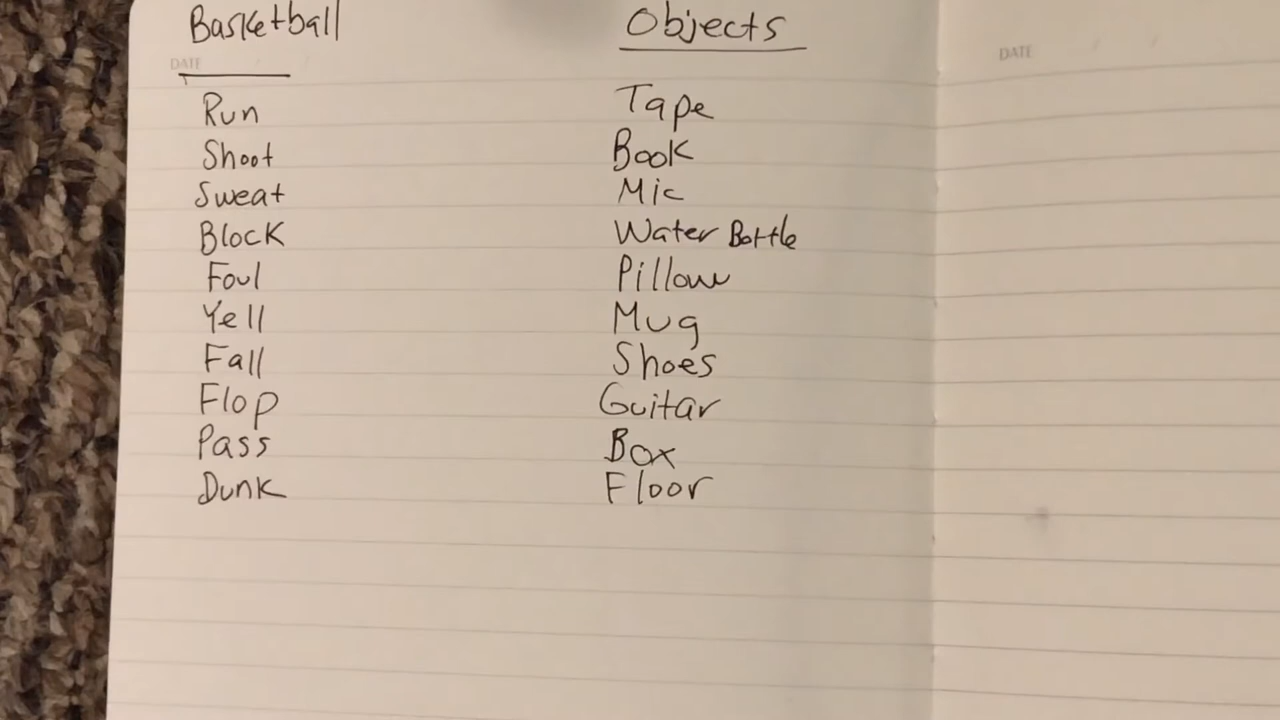 Basketball Objects
DATE DATE
Run Tape
Shoot Book
Sweat Mic
Block Water Bottle
Foul Pillow
Yell Mug
Fall Shoes
Flop Guitar
Pass Box
Dunk Floor